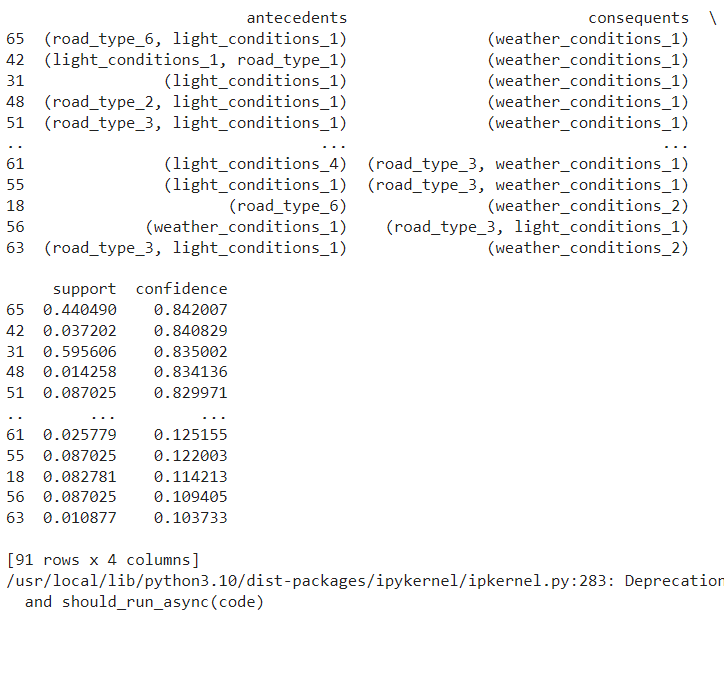 antecedents                          consequents  \
65  (road_type_6, light_conditions_1)               (weather_conditions_1)
42  (light_conditions_1, road_type_1)               (weather_conditions_1)
31               (light_conditions_1)               (weather_conditions_1)
48  (road_type_2, light_conditions_1)               (weather_conditions_1)
51  (road_type_3, light_conditions_1)               (weather_conditions_1)
..                                ...                                  ...
61               (light_conditions_4)  (road_type_3, weather_conditions_1)
55               (light_conditions_1)  (road_type_3, weather_conditions_1)
18                      (road_type_6)               (weather_conditions_2)
56             (weather_conditions_1)    (road_type_3, light_conditions_1)
63  (road_type_3, light_conditions_1)               (weather_conditions_2)

     support  confidence
65  0.440490    0.842007
42  0.037202    0.840829
31  0.595606    0.835002
48  0.014258    0.834136
51  0.087025    0.829971
..       ...         ...
61  0.025779    0.125155
55  0.087025    0.122003
18  0.082781    0.114213
56  0.087025    0.109405
63  0.010877    0.103733

[91 rows x 4 columns]
/usr/local/lib/python3.10/dist-packages/ipykernel/ipkernel.py:283: Deprecation
  and should_run_async(code)